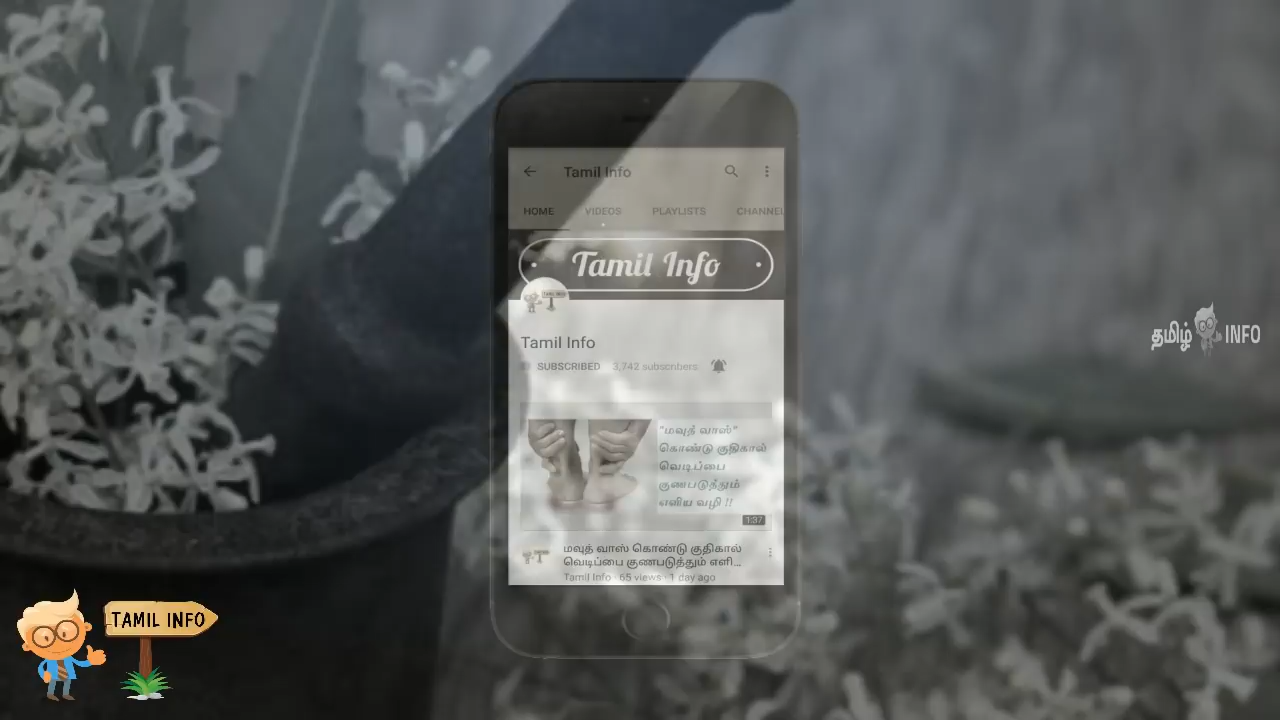 Tamil Info
HOME VIDEOS PLAYLISTS CHANNEL
Tamil Info
Tamil Info
SUBSCRIBED 3,742 subscribers
"மவுத் வாஸ்"
கொண்டு குதிகால்
வெடிப்பை
குணபடுத்தும்
எளிய வழி !!
1:37
மவுத் வாஸ் கொண்டு குதிகால்
வெடிப்பை குணபடுத்தும் எளி...
Tamil Info · 65 views · 1 day ago
தமிழ் INFO
TAMIL INFO